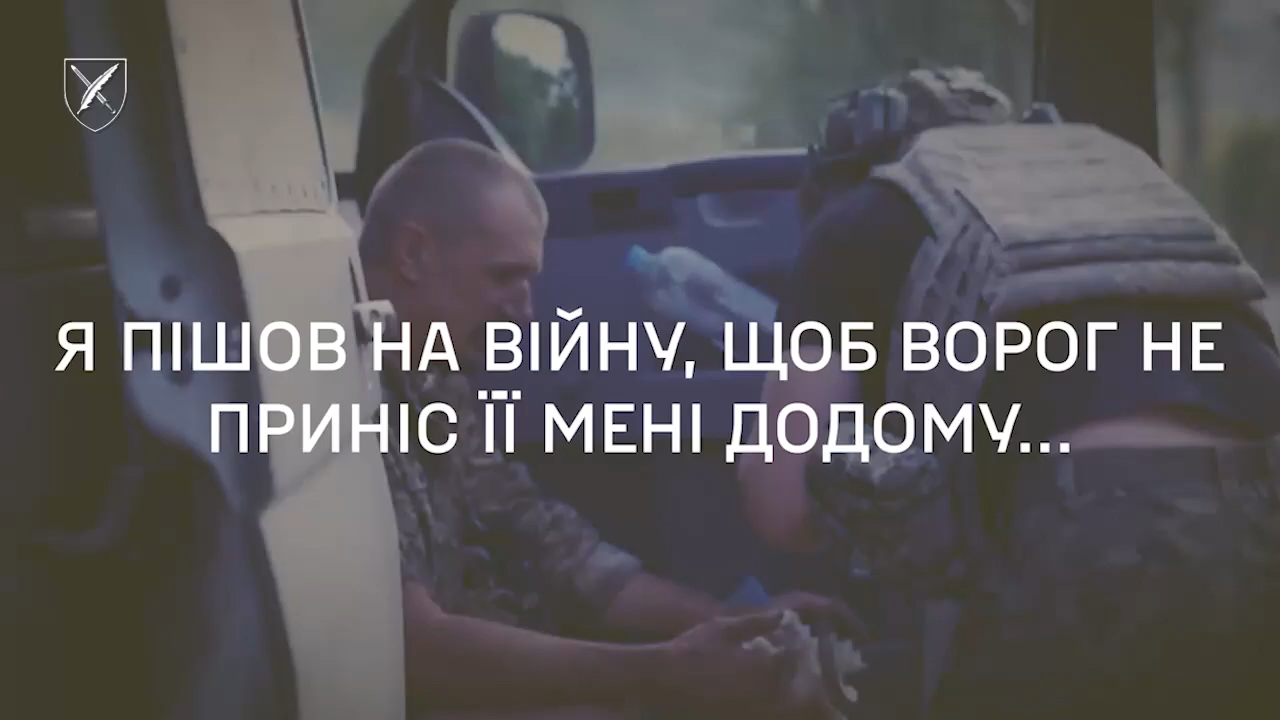 Я ПІШОВ НА ВІЙНУ, ЩОБ ВОРОГ НЕ
ПРИНІС ЇЇ МЕНІ ДОДОМУ...